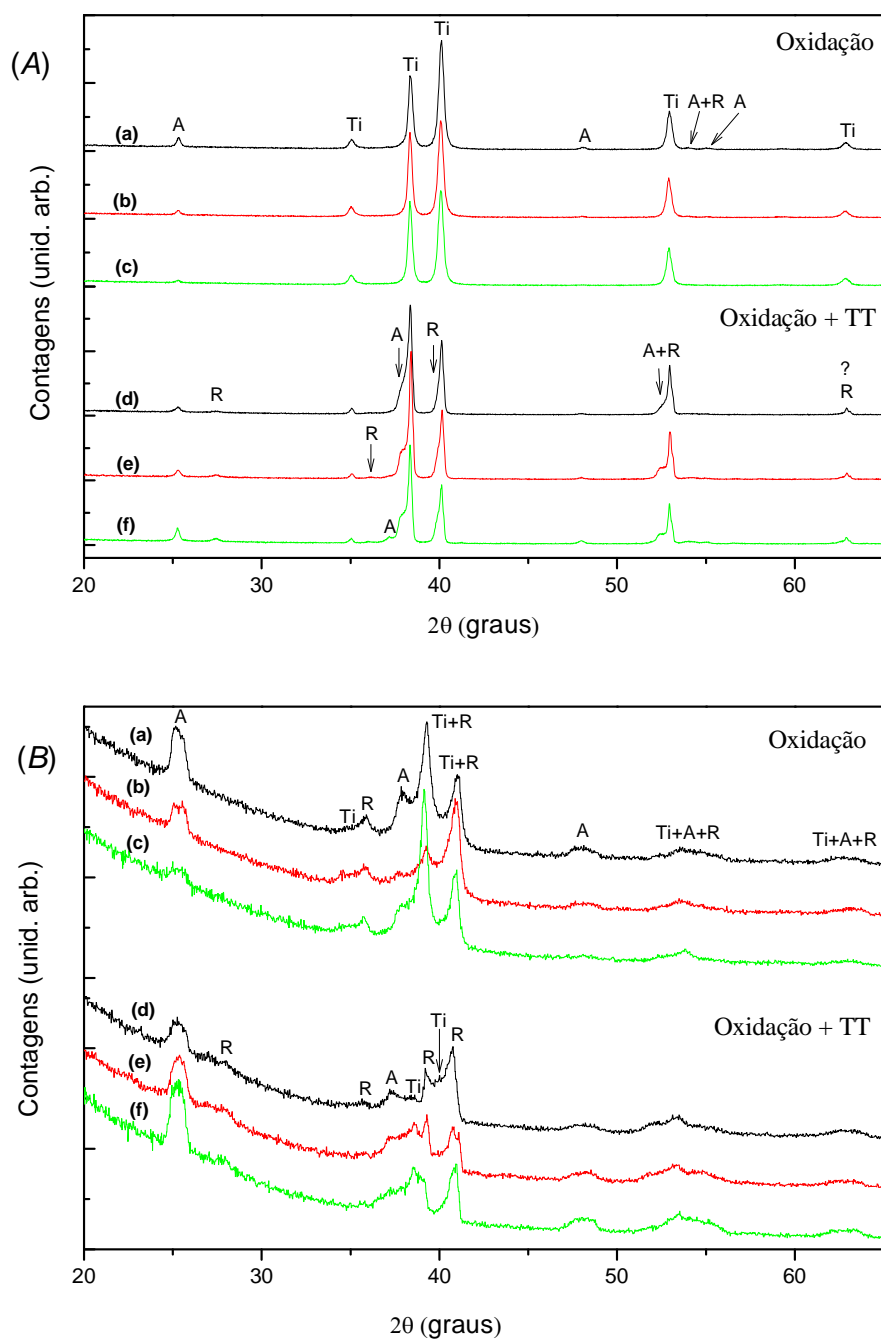 (A)
Oxidação
Ti
Ti
A
Ti
A
Ti
A+R
A
Ti
(a)
(b)
(c)
Oxidação + TT
A
R
A+R
?
R
(d)
R
R
(e)
A
(f)
Contagens (unid. arb.)
20 30 40 50 60
2θ (graus)
(B)
Oxidação
A
(a)
Ti+R
Ti+R
(b)
A
Ti
R
A
Ti+A+R
Ti+A+R
(c)
Oxidação + TT
(d)
R
Ti
R
R
A
Ti
R
(e)
(f)
Contagens (unid. arb.)
20 30 40 50 60
2θ (graus)